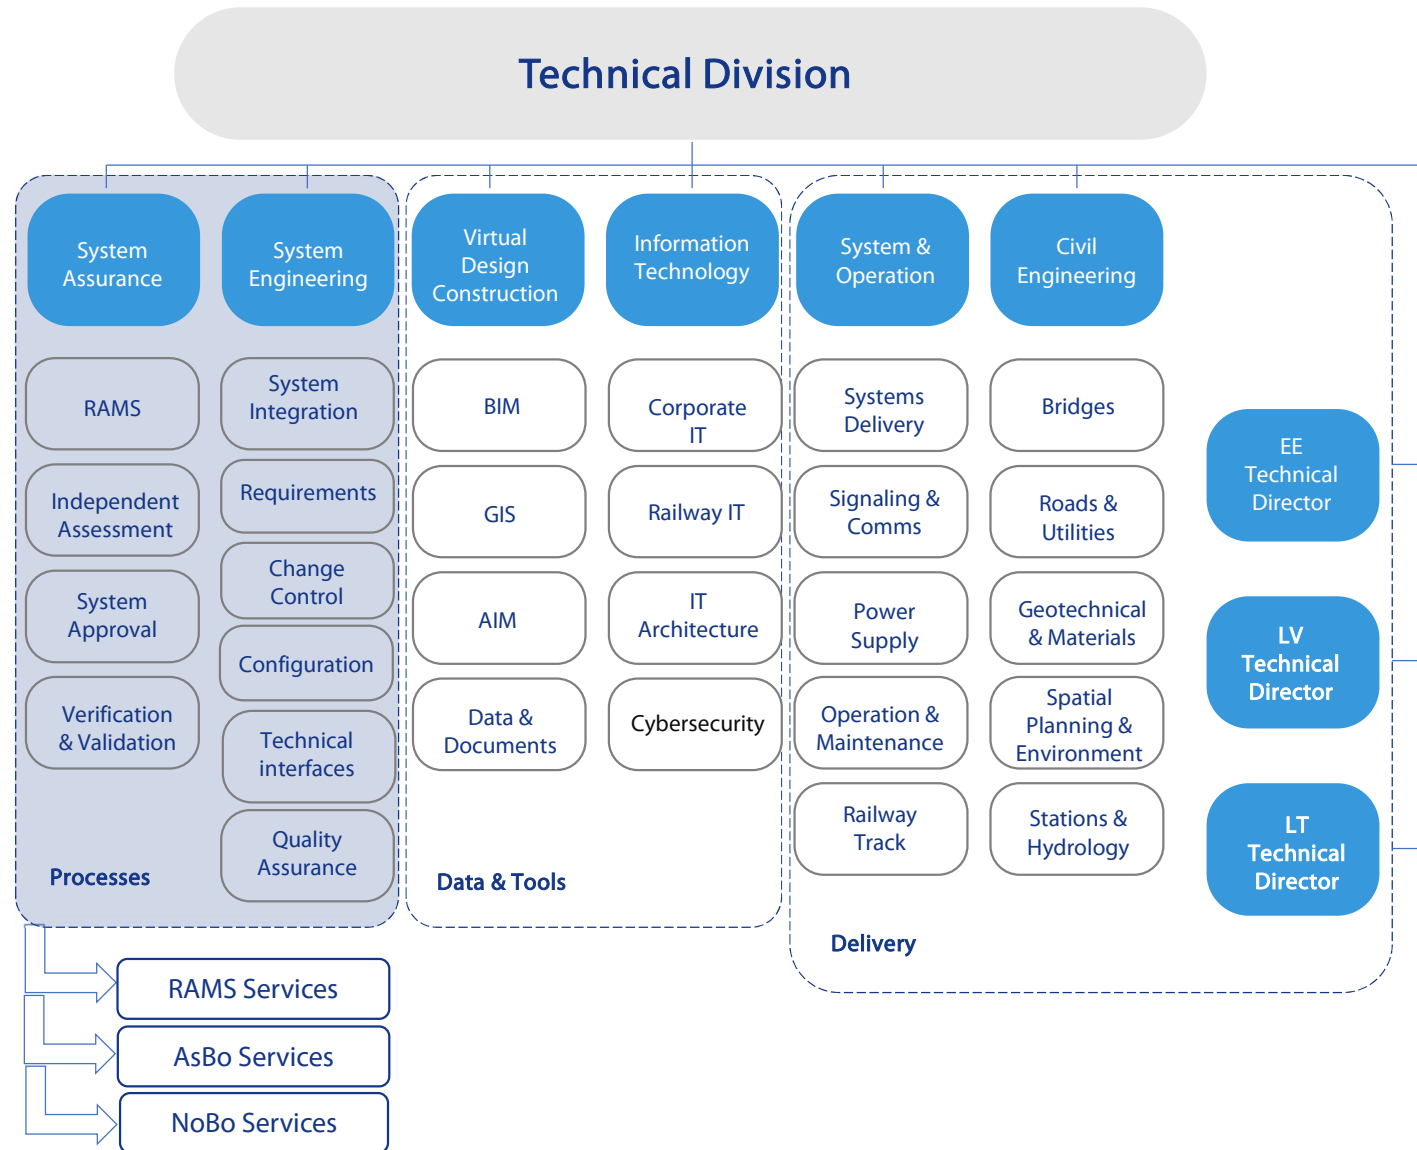 Technical Division
System
Assurance
RAMS
Independent
Assessment
System
Approval
Verification
& Validation
System
Engineering
System
Integration
Requirements
Change
Control
Configuration
Technical
interfaces
Quality
Assurance
Processes
Virtual
Design
Construction
BIM
GIS
AIM
Data &
Documents
Information
Technology
Corporate
IT
Railway IT
IT
Architecture
Cybersecurity
Data & Tools
System &
Operation
Systems
Delivery
Signaling &
Comms
Power
Supply
Operation &
Maintenance
Railway
Track
Civil
Engineering
Bridges
Roads &
Utilities
Geotechnical
& Materials
Spatial
Planning &
Environment
Stations &
Hydrology
EE
Technical
Director
LV
Technical
Director
LT
Technical
Director
Delivery
RAMS Services
AsBo Services
NoBo Services